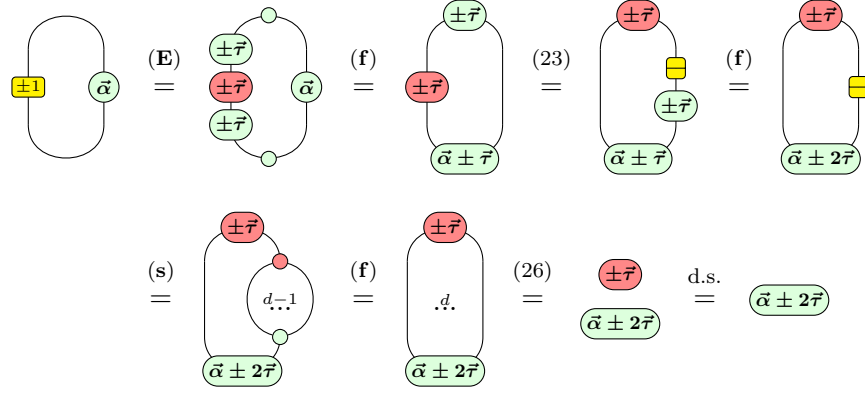 (E) (f) (23) (f)
±τ⃗ ±τ⃗
±τ⃗
±1 α⃗ = ±τ⃗ α⃗ = ±τ⃗ = = 
±τ⃗ ±τ⃗
α⃗ ± τ⃗ α⃗ ± τ⃗ α⃗ ± 2τ⃗
±τ⃗ ±τ⃗
(s) (f) (26) d.s.
±τ⃗
= d−1 ... = d ... = = α⃗ ± 2τ⃗
α⃗ ± 2τ⃗
α⃗ ± 2τ⃗ α⃗ ± 2τ⃗